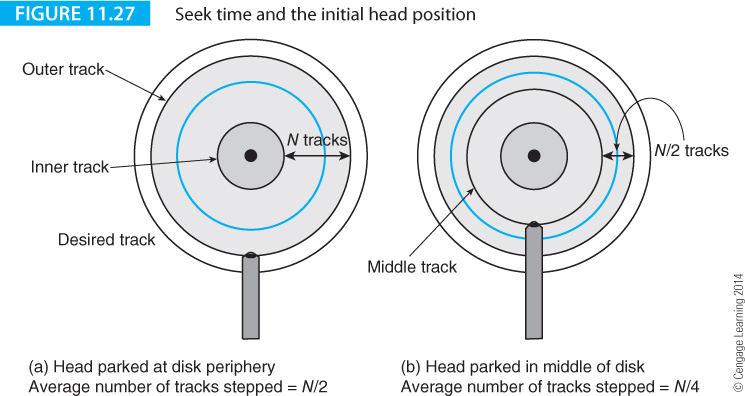 FIGURE 11.27 Seek time and the initial head position
Outer track
N tracks
Inner track
Desired track
N/2 tracks
Middle track
(a) Head parked at disk periphery
Average number of tracks stepped = N/2
(b) Head parked in middle of disk
Average number of tracks stepped = N/4
© Cengage Learning 2014